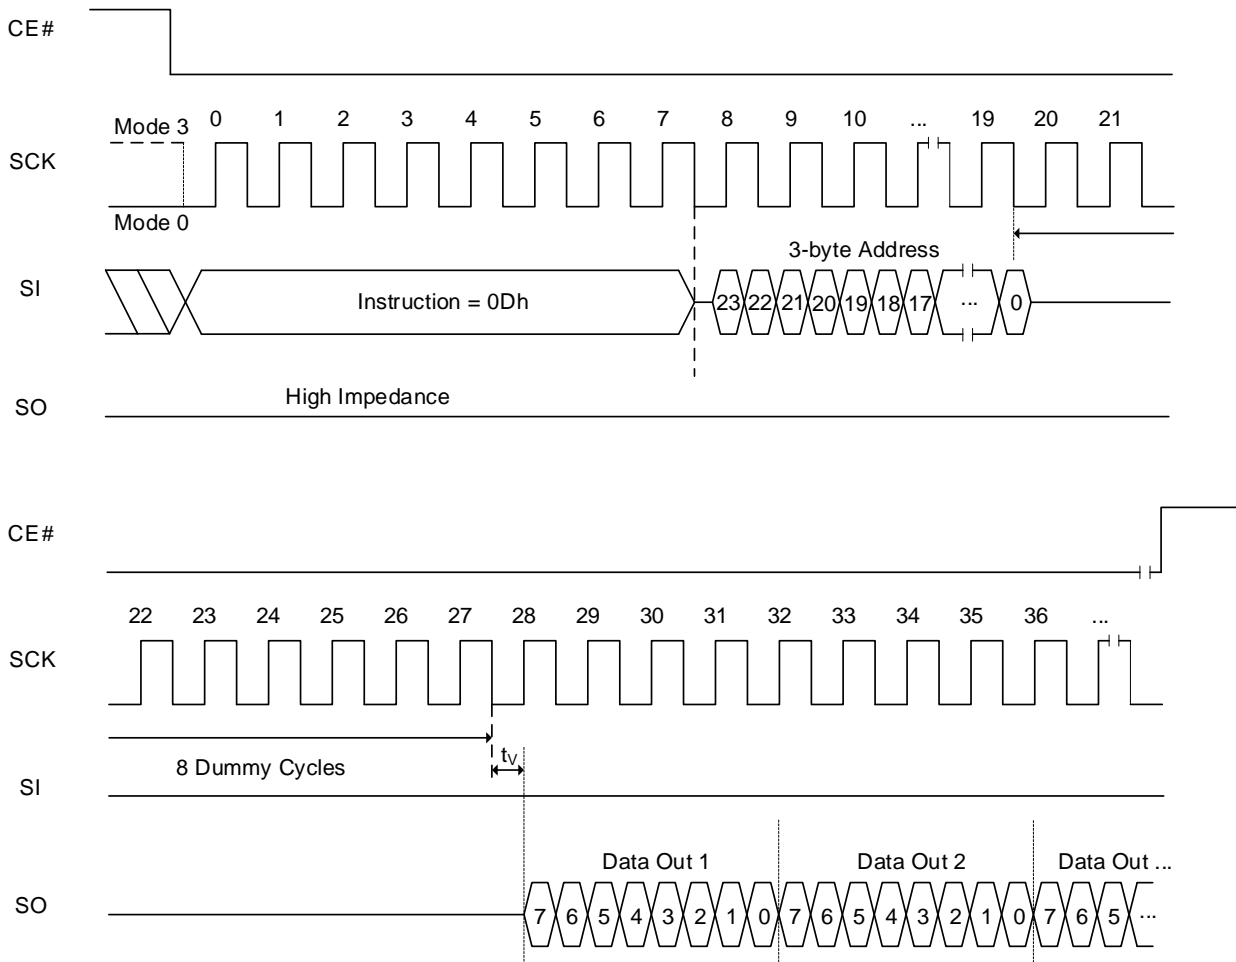 CE#
Mode 3 0 1 2 3 4 5 6 7 8 9 10 ... 19 20 21
SCK
Mode 0
3-byte Address
SI Instruction = 0Dh 23 22 21 20 19 18 17 ... 0
High Impedance
SO
CE#
22 23 24 25 26 27 28 29 30 31 32 33 34 35 36 ...
SCK
8 Dummy Cycles tV
SI
Data Out 1 Data Out 2 Data Out ...
SO 7 6 5 4 3 2 1 0 7 6 5 4 3 2 1 0 7 6 5 ...